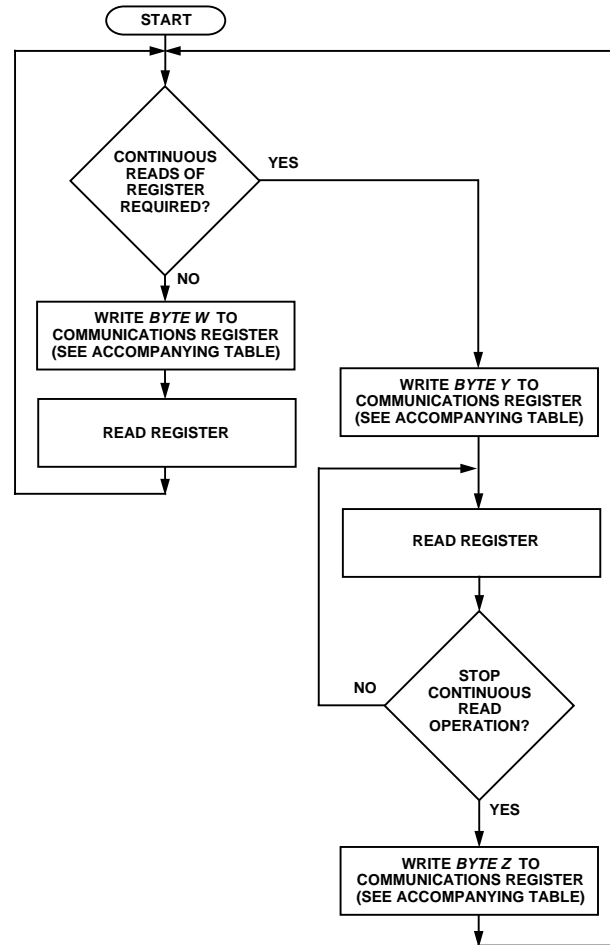 START
CONTINUOUS
READS OF
REGISTER
REQUIRED?
YES
NO
WRITE BYTE W TO
COMMUNICATIONS REGISTER
(SEE ACCOMPANYING TABLE)
READ REGISTER
WRITE BYTE Y TO
COMMUNICATIONS REGISTER
(SEE ACCOMPANYING TABLE)
READ REGISTER
STOP
CONTINUOUS
READ
OPERATION?
NO
YES
WRITE BYTE Z TO
COMMUNICATIONS REGISTER
(SEE ACCOMPANYING TABLE)